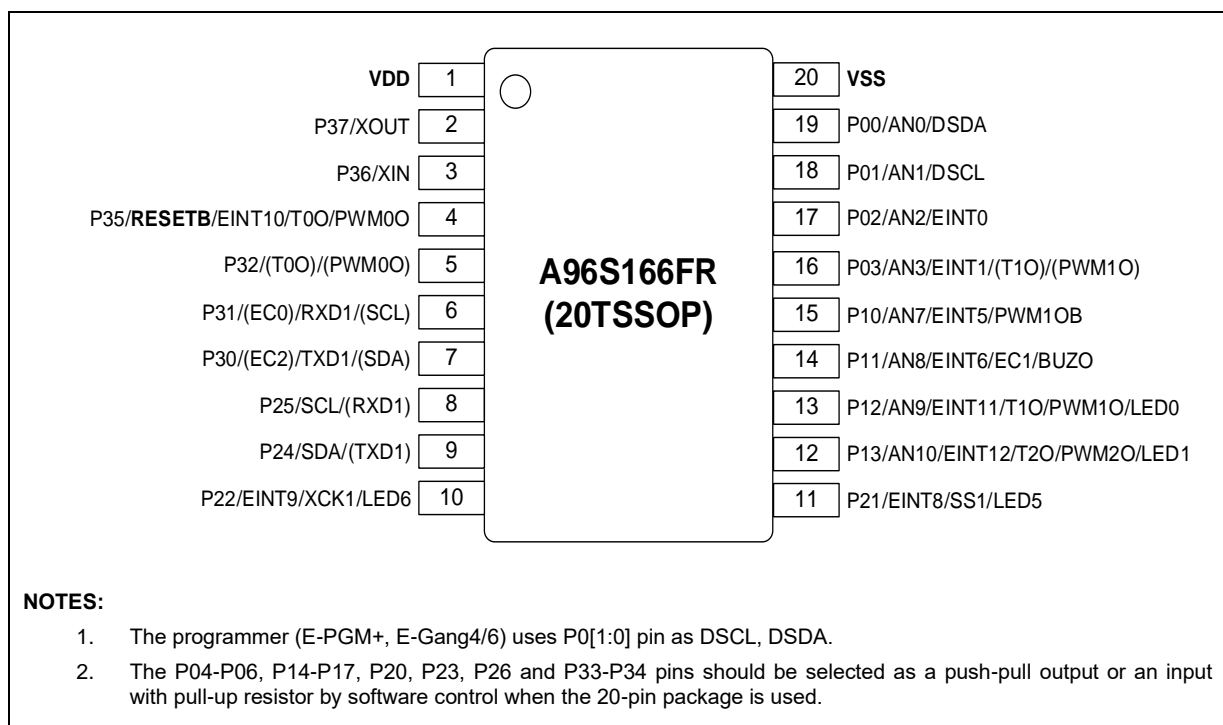 VDD 1 20 VSS
P37/XOUT 2 19 P00/AN0/DSDA
P36/XIN 3 18 P01/AN1/DSCL
P35/RESETB/EINT10/T0O/PWM0O 4 17 P02/AN2/EINT0
P32/(T0O)/(PWM0O) 5 16 P03/AN3/EINT1/(T1O)/(PWM1O)
P31/(EC0)/RXD1/(SCL) 6 15 P10/AN7/EINT5/PWM1OB
P30/(EC2)/TXD1/(SDA) 7 14 P11/AN8/EINT6/EC1/BUZO
P25/SCL/(RXD1) 8 13 P12/AN9/EINT11/T1O/PWM1O/LED0
P24/SDA/(TXD1) 9 12 P13/AN10/EINT12/T2O/PWM2O/LED1
P22/EINT9/XCK1/LED6 10 11 P21/EINT8/SS1/LED5
A96S166FR
(20TSSOP)
NOTES:
1. The programmer (E-PGM+, E-Gang4/6) uses P0[1:0] pin as DSCL, DSDA.
2. The P04-P06, P14-P17, P20, P23, P26 and P33-P34 pins should be selected as a push-pull output or an input
with pull-up resistor by software control when the 20-pin package is used.